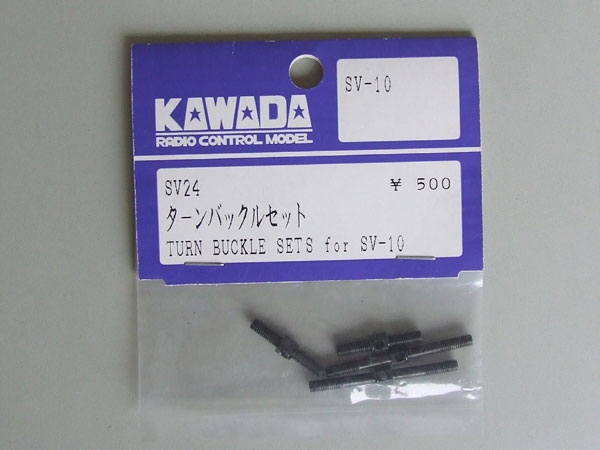 SV-10
KAWADA
RADIO CONTROL MODEL
SV24 ¥ 500
ターンバックルセット
TURN BUCKLE SETS for SV-10